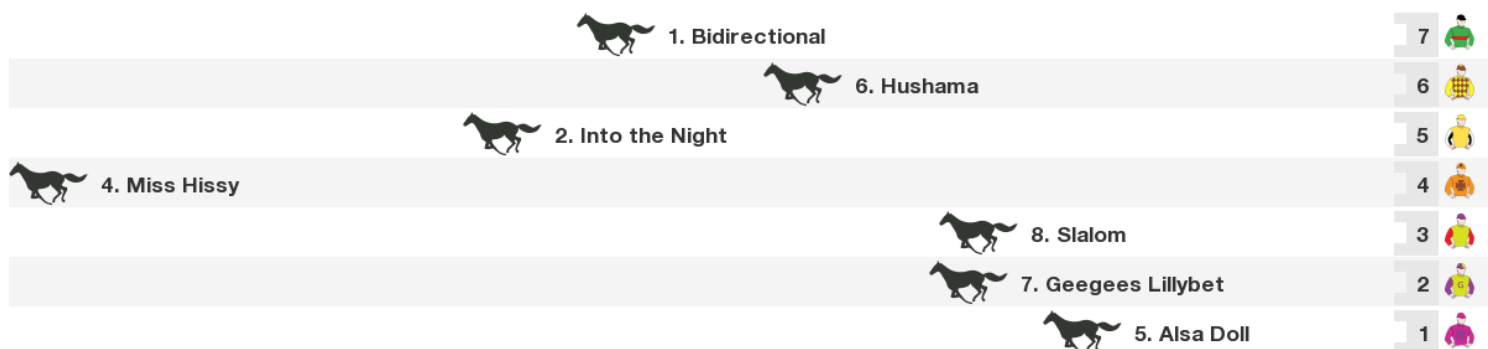 1. Bidirectional 7
6. Hushama 6
2. Into the Night 5
4. Miss Hissy 4
8. Slalom 3
7. Geegees Lillybet 2 G
5. Alsa Doll 1